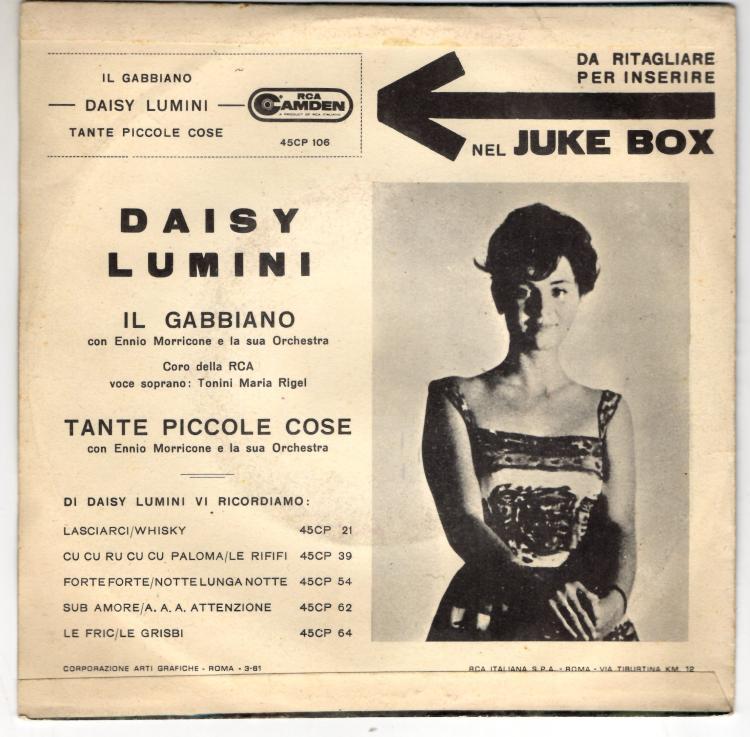 IL GABBIANO
DAISY LUMINI
TANTE PICCOLE COSE
RCA
CAMDEN
A PRODUCT OF RCA ITALIANA
45CP 106
DA RITAGLIARE
PER INSERIRE
NEL JUKE BOX
DAISY
LUMINI
IL GABBIANO
con Ennio Morricone e la sua Orchestra
Coro della RCA
voce soprano: Tonini Maria Rigel
TANTE PICCOLE COSE
con Ennio Morricone e la sua Orchestra
DI DAISY LUMINI VI RICORDIAMO:
LASCIARCI/WHISKY 45CP 21
CU CU RU CU CU PALOMA/LE RIFIFI 45CP 39
FORTE FORTE/NOTTE LUNGA NOTTE 45CP 54
SUB AMORE/A. A. A. ATTENZIONE 45CP 62
LE FRIC/LE GRISBI 45CP 64
CORPORAZIONE ARTI GRAFICHE - ROMA - 3-61
RCA ITALIANA S.P.A. - ROMA - VIA TIBURTINA KM. 12